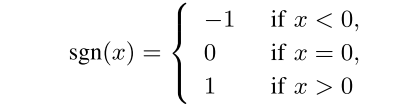 −1 if x < 0,
sgn(x) = { 0 if x = 0,
1 if x > 0